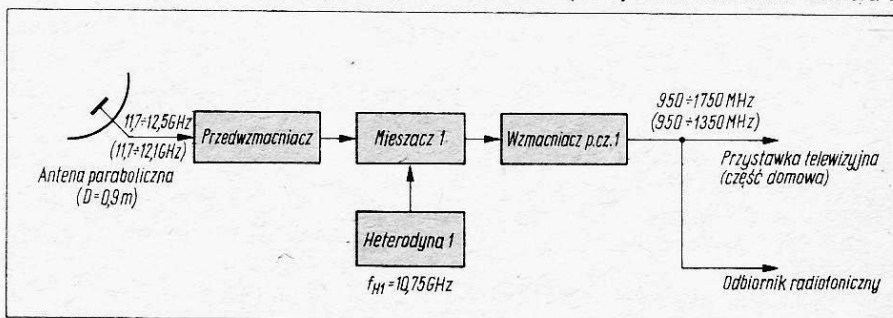 11,7÷12,5GHz
(11,7÷12,1GHz)
Antena paraboliczna
(D=0,9m)
Przedwzmacniacz
Mieszacz 1
Wzmacniacz p.cz.1
Heterodyna 1
fH1=10,75GHz
950÷1750 MHz
(950÷1350 MHz)
Przystawka telewizyjna
(część domowa)
Odbiornik radiofoniczny